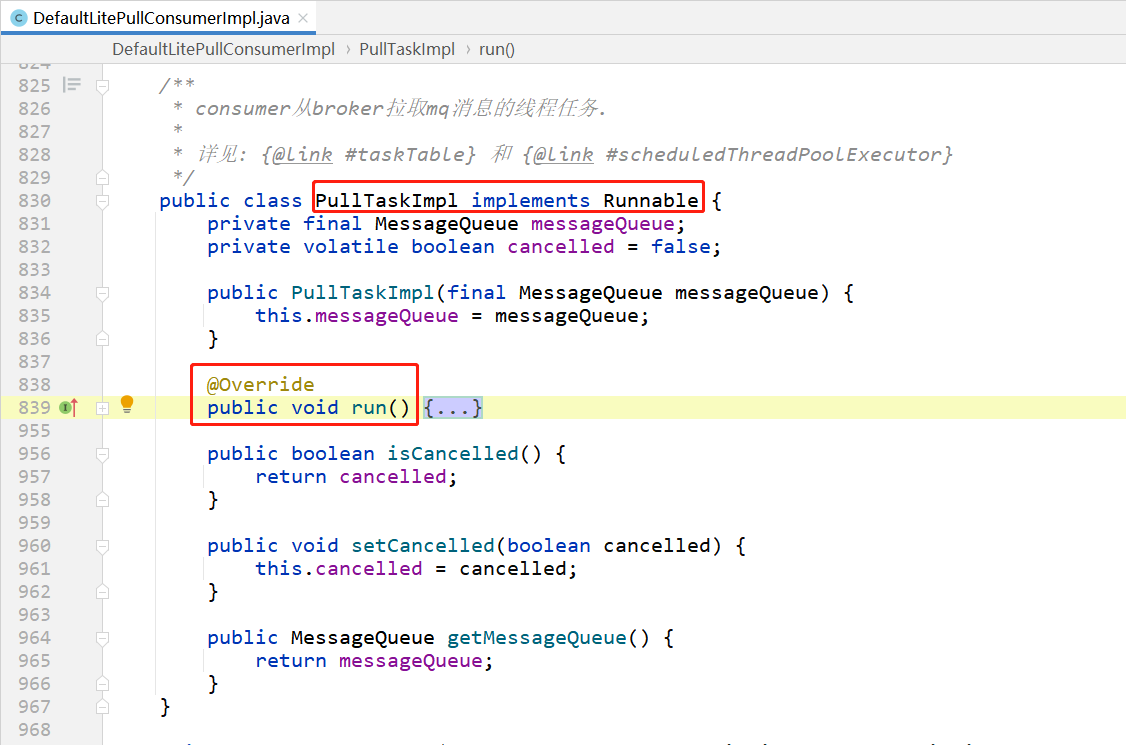 DefaultLitePullConsumerImpl.java
DefaultLitePullConsumerImpl › PullTaskImpl › run()
824
825 /**
826 * consumer从broker拉取mq消息的线程任务.
827 *
828 * 详见: {@link #taskTable} 和 {@link #scheduledThreadPoolExecutor}
829 */
830 public class PullTaskImpl implements Runnable {
831 private final MessageQueue messageQueue;
832 private volatile boolean cancelled = false;
833
834 public PullTaskImpl(final MessageQueue messageQueue) {
835 this.messageQueue = messageQueue;
836 }
837
838 @Override
839 public void run() {...}
955
956 public boolean isCancelled() {
957 return cancelled;
958 }
959
960 public void setCancelled(boolean cancelled) {
961 this.cancelled = cancelled;
962 }
963
964 public MessageQueue getMessageQueue() {
965 return messageQueue;
966 }
967 }
968